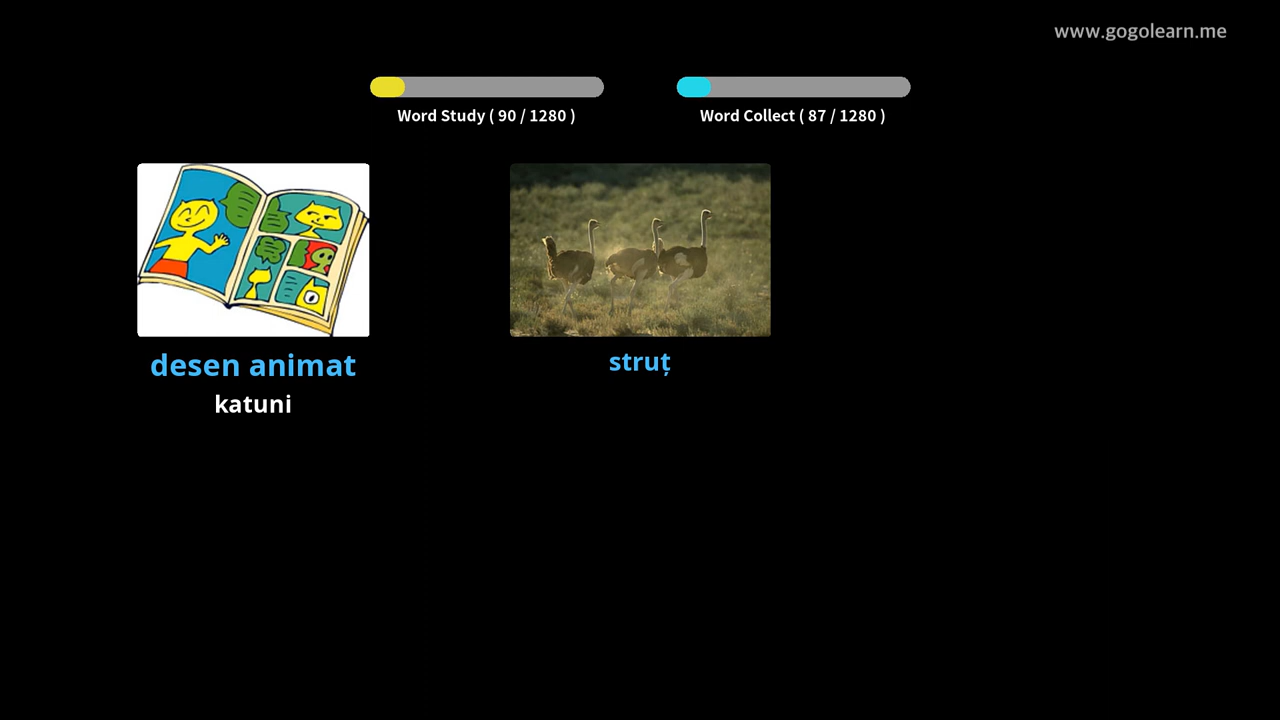 www.gogolearn.me
Word Study ( 90 / 1280 )
Word Collect ( 87 / 1280 )
desen animat
katuni
struț